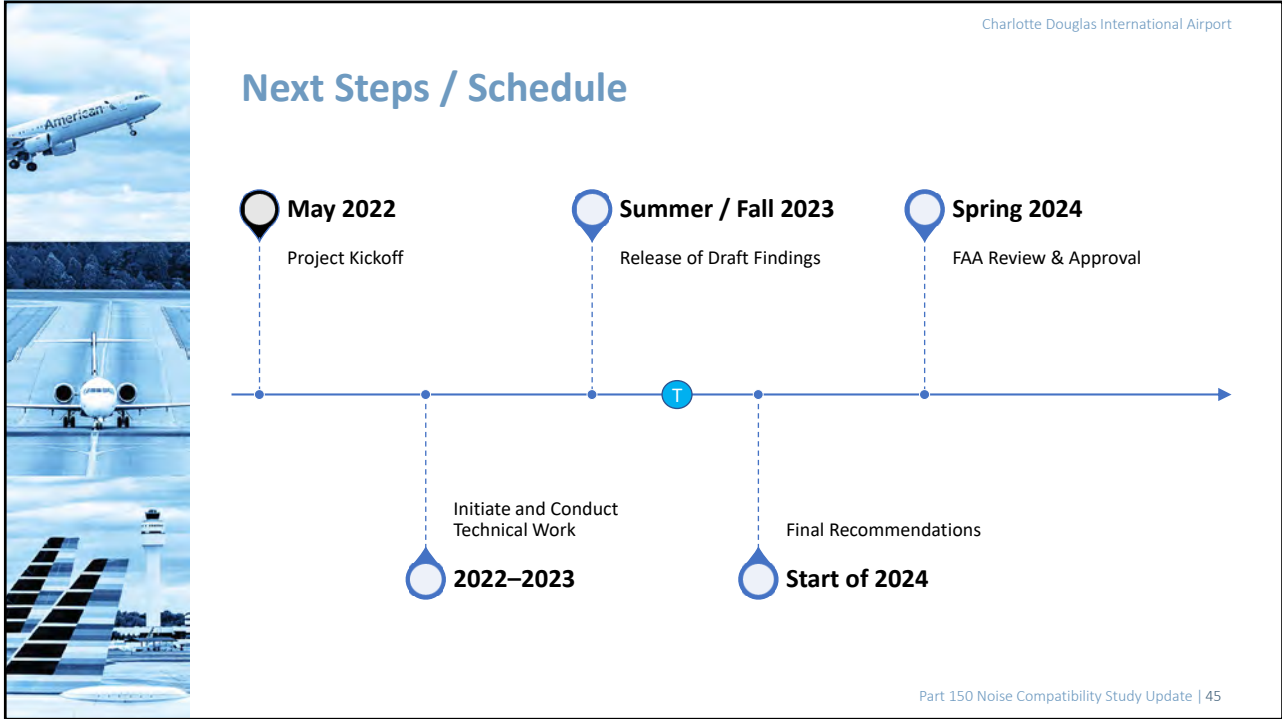 Charlotte Douglas International Airport
Next Steps / Schedule
American
May 2022
Project Kickoff
Summer / Fall 2023
Release of Draft Findings
Spring 2024
FAA Review & Approval
T
Initiate and Conduct
Technical Work
2022–2023
Final Recommendations
Start of 2024
Part 150 Noise Compatibility Study Update | 45